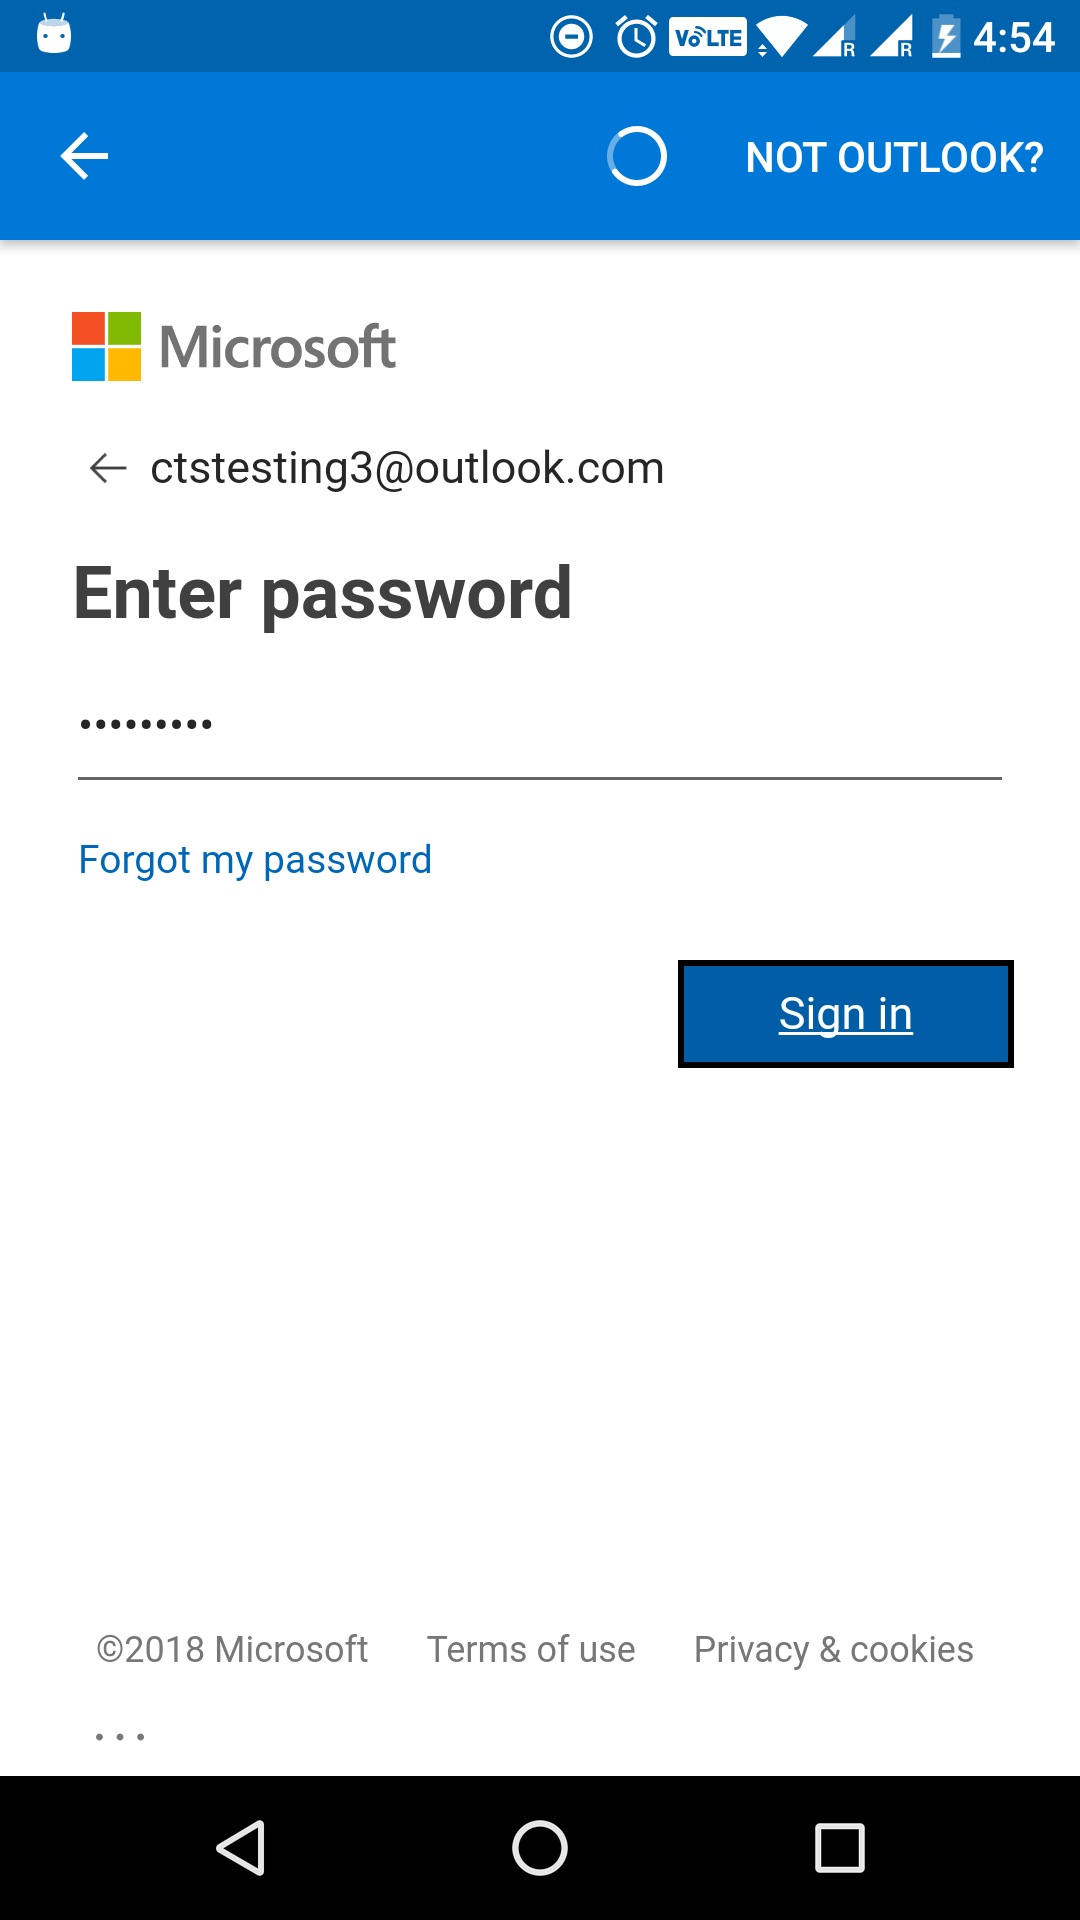 VoLTE R R 4:54
NOT OUTLOOK?
Microsoft
ctstesting3@outlook.com
Enter password
•••••••••
Forgot my password
Sign in
©2018 Microsoft Terms of use Privacy & cookies
...